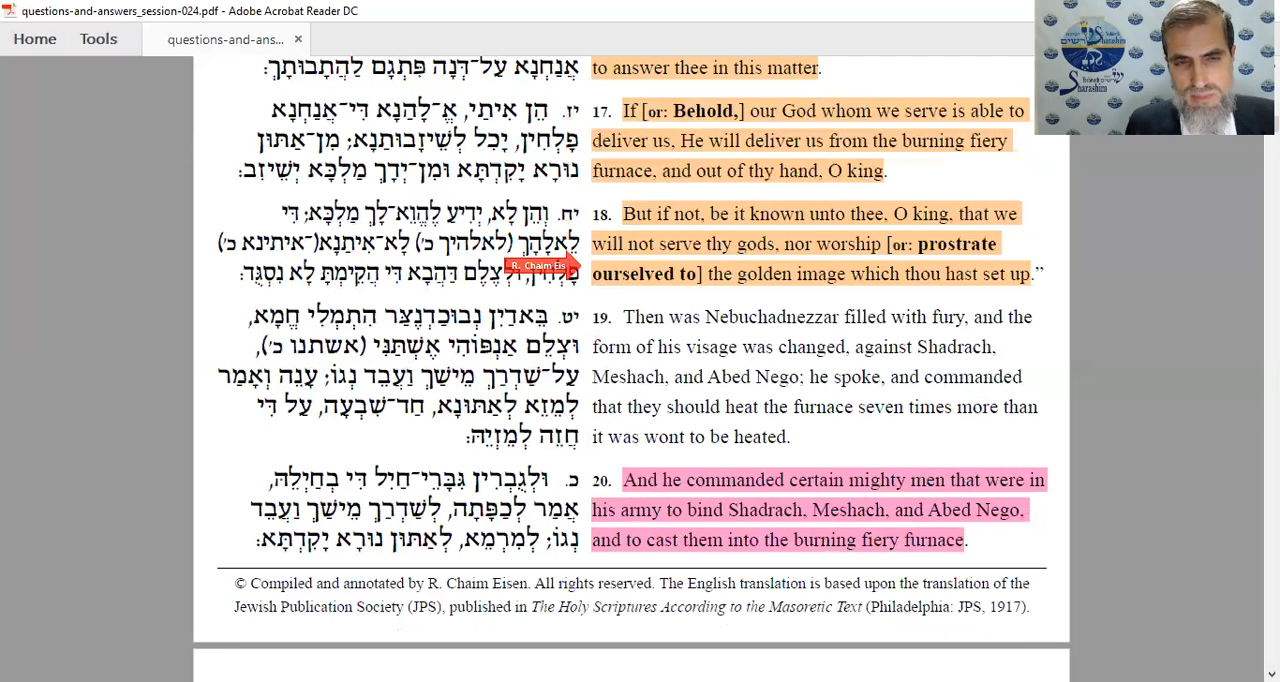 questions-and-answers_session-024.pdf - Adobe Acrobat Reader DC
Home Tools questions-and-ans... ×
אֲנַחְנָא עַל־דְּנָה פִּתְגָם לַהֲתָבוּתָךְ:
to answer thee in this matter.
יז. הֵן אִיתַי, אֱ־לָהַנָא דִּי־אֲנַחְנָא
פָלְחִין, יָכִל לְשֵׁיזָבוּתַנָא; מִן־אַתּוּן
נוּרָא יָקִדְתָּא וּמִן־יְדָךְ מַלְכָּא יְשֵׁיזִב:
17. If [or: Behold,] our God whom we serve is able to
deliver us, He will deliver us from the burning fiery
furnace, and out of thy hand, O king.
יח. וְהֵן לָא, יְדִיעַ לֶהֱוֵא־לָךְ מַלְכָּא; דִּי
לֵאלָהָךְ (לאלהיך כ׳) לָא־אִיתַנָא(־איתינא כ׳)
פָלְחִין, דַּהֲבָא דִּי הֲקֵימְתָּ לָא נִסְגֻּד:
R. Chaim Eis
18. But if not, be it known unto thee, O king, that we
will not serve thy gods, nor worship [or: prostrate
ourselved to] the golden image which thou hast set up.”
יט. בֵּאדַיִן נְבוּכַדְנֶצַּר הִתְמְלִי חֱמָא,
וּצְלֵם אַנְפּוֹהִי אֶשְׁתַּנִּי (אשתנו כ׳),
עַל־שַׁדְרַךְ מֵישַׁךְ וַעֲבֵד נְגוֹ; עָנֵה וְאָמַר
לְמֵזֵא לְאַתּוּנָא, חַד־שִׁבְעָה, עַל דִּי
חֲזֵה לְמֵזְיֵהּ:
19. Then was Nebuchadnezzar filled with fury, and the
form of his visage was changed, against Shadrach,
Meshach, and Abed Nego; he spoke, and commanded
that they should heat the furnace seven times more than
it was wont to be heated.
כ. וּלְגֻבְרִין גִּבָּרֵי־חַיִל דִּי בְחַיְלֵהּ,
אֲמַר לְכַפָּתָה, לְשַׁדְרַךְ מֵישַׁךְ וַעֲבֵד
נְגוֹ; לְמִרְמֵא, לְאַתּוּן נוּרָא יָקִדְתָּא:
20. And he commanded certain mighty men that were in
his army to bind Shadrach, Meshach, and Abed Nego,
and to cast them into the burning fiery furnace.
© Compiled and annotated by R. Chaim Eisen. All rights reserved. The English translation is based upon the translation of the
Jewish Publication Society (JPS), published in The Holy Scriptures According to the Masoretic Text (Philadelphia: JPS, 1917).